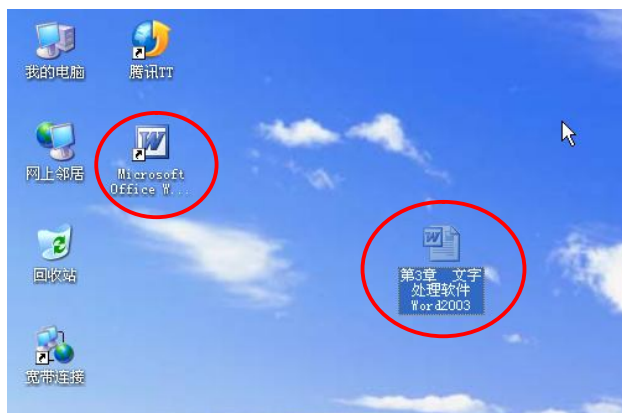 我的电脑
腾讯TT
网上邻居
Microsoft
Office W...
回收站
第3章 文字
处理软件
Word2003
宽带连接